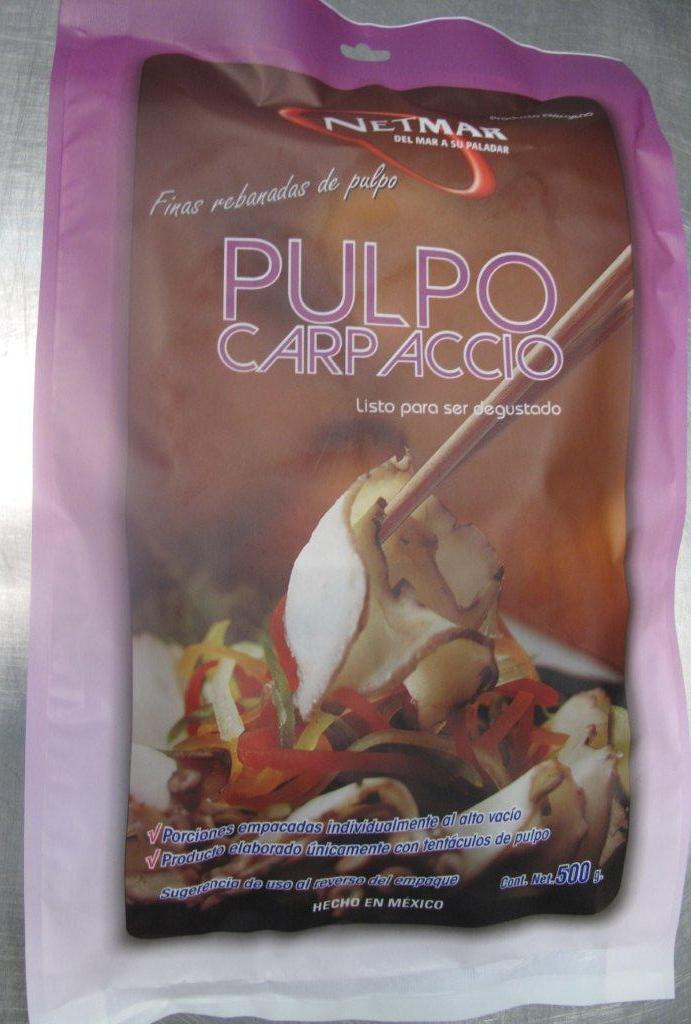 NETMAR
DEL MAR A SU PALADAR
Finas rebanadas de pulpo
PULPO
CARPACCIO
Listo para ser degustado
√ Porciones empacadas individualmente al alto vacío
√ Producto elaborado únicamente con tentáculos de pulpo
Sugerencia de uso al reverso del empaque
Cont. Net. 500 g.
HECHO EN MÉXICO